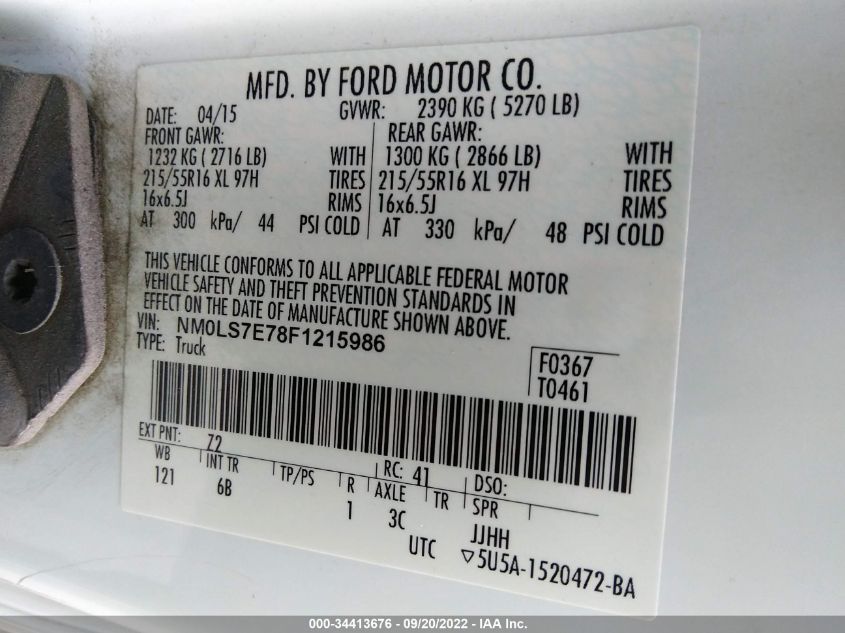 MFD. BY FORD MOTOR CO.
DATE: 04/15 GVWR: 2390 KG ( 5270 LB)
FRONT GAWR: REAR GAWR:
1232 KG ( 2716 LB) WITH 1300 KG ( 2866 LB) WITH
215/55R16 XL 97H TIRES 215/55R16 XL 97H TIRES
16x6.5J RIMS 16x6.5J RIMS
AT 300 kPa/ 44 PSI COLD AT 330 kPa/ 48 PSI COLD
THIS VEHICLE CONFORMS TO ALL APPLICABLE FEDERAL MOTOR
VEHICLE SAFETY AND THEFT PREVENTION STANDARDS IN
EFFECT ON THE DATE OF MANUFACTURE SHOWN ABOVE.
VIN: NM0LS7E78F1215986
TYPE: Truck
F0367
T0461
EXT PNT: Z2 RC: 41 DSO:
WB INT TR TP/PS R AXLE TR SPR
121 6B 1 3C JJHH
UTC ▽5U5A-1520472-BA
000-34413676 - 09/20/2022 - IAA Inc.